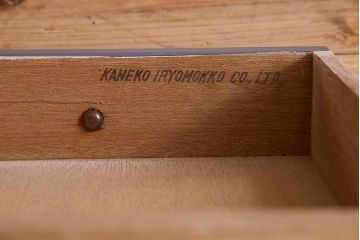 KANEKO IRYOMOKKO CO., LTD.